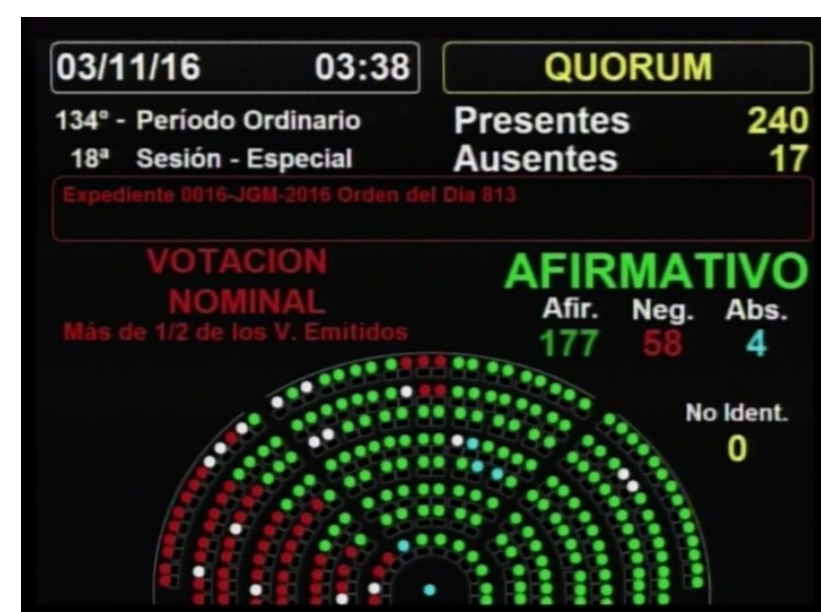 03/11/16 03:38
QUORUM
134° - Período Ordinario
18ª Sesión - Especial
Presentes 240
Ausentes 17
Expediente 0016-JGM-2016 Orden del Día 813
VOTACION
NOMINAL
Más de 1/2 de los V. Emitidos
AFIRMATIVO
Afir. Neg. Abs.
177 58 4
No Ident.
0